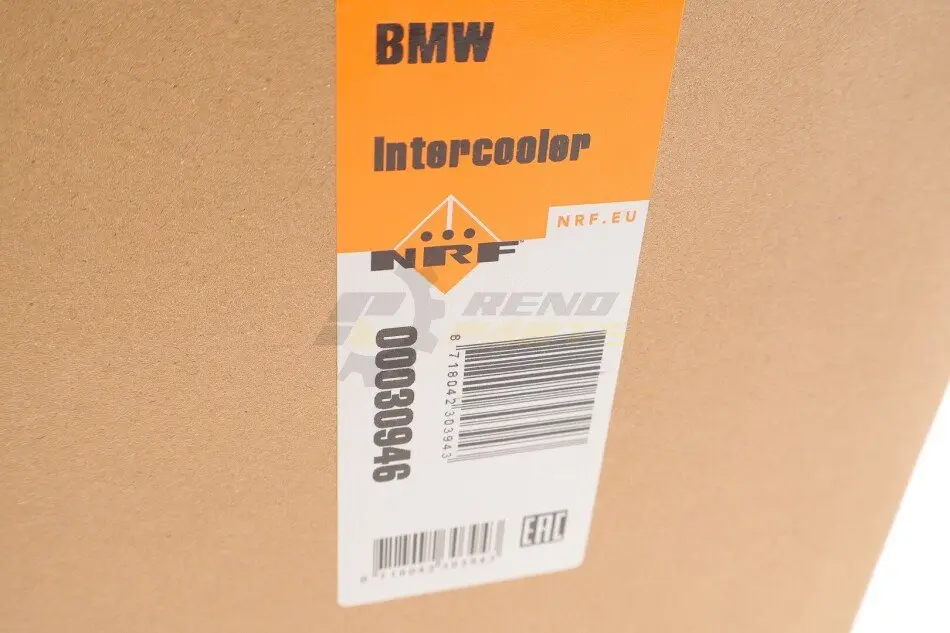 BMW
Intercooler
NRF.EU
NRF
RENO
00030946
8 718042 303943
EAC